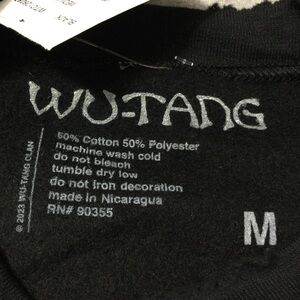 WU-TANG
50% Cotton 50% Polyester
machine wash cold
do not bleach
tumble dry low
do not iron decoration
made in Nicaragua
RN# 90355
© 2023 WU-TANG CLAN
M